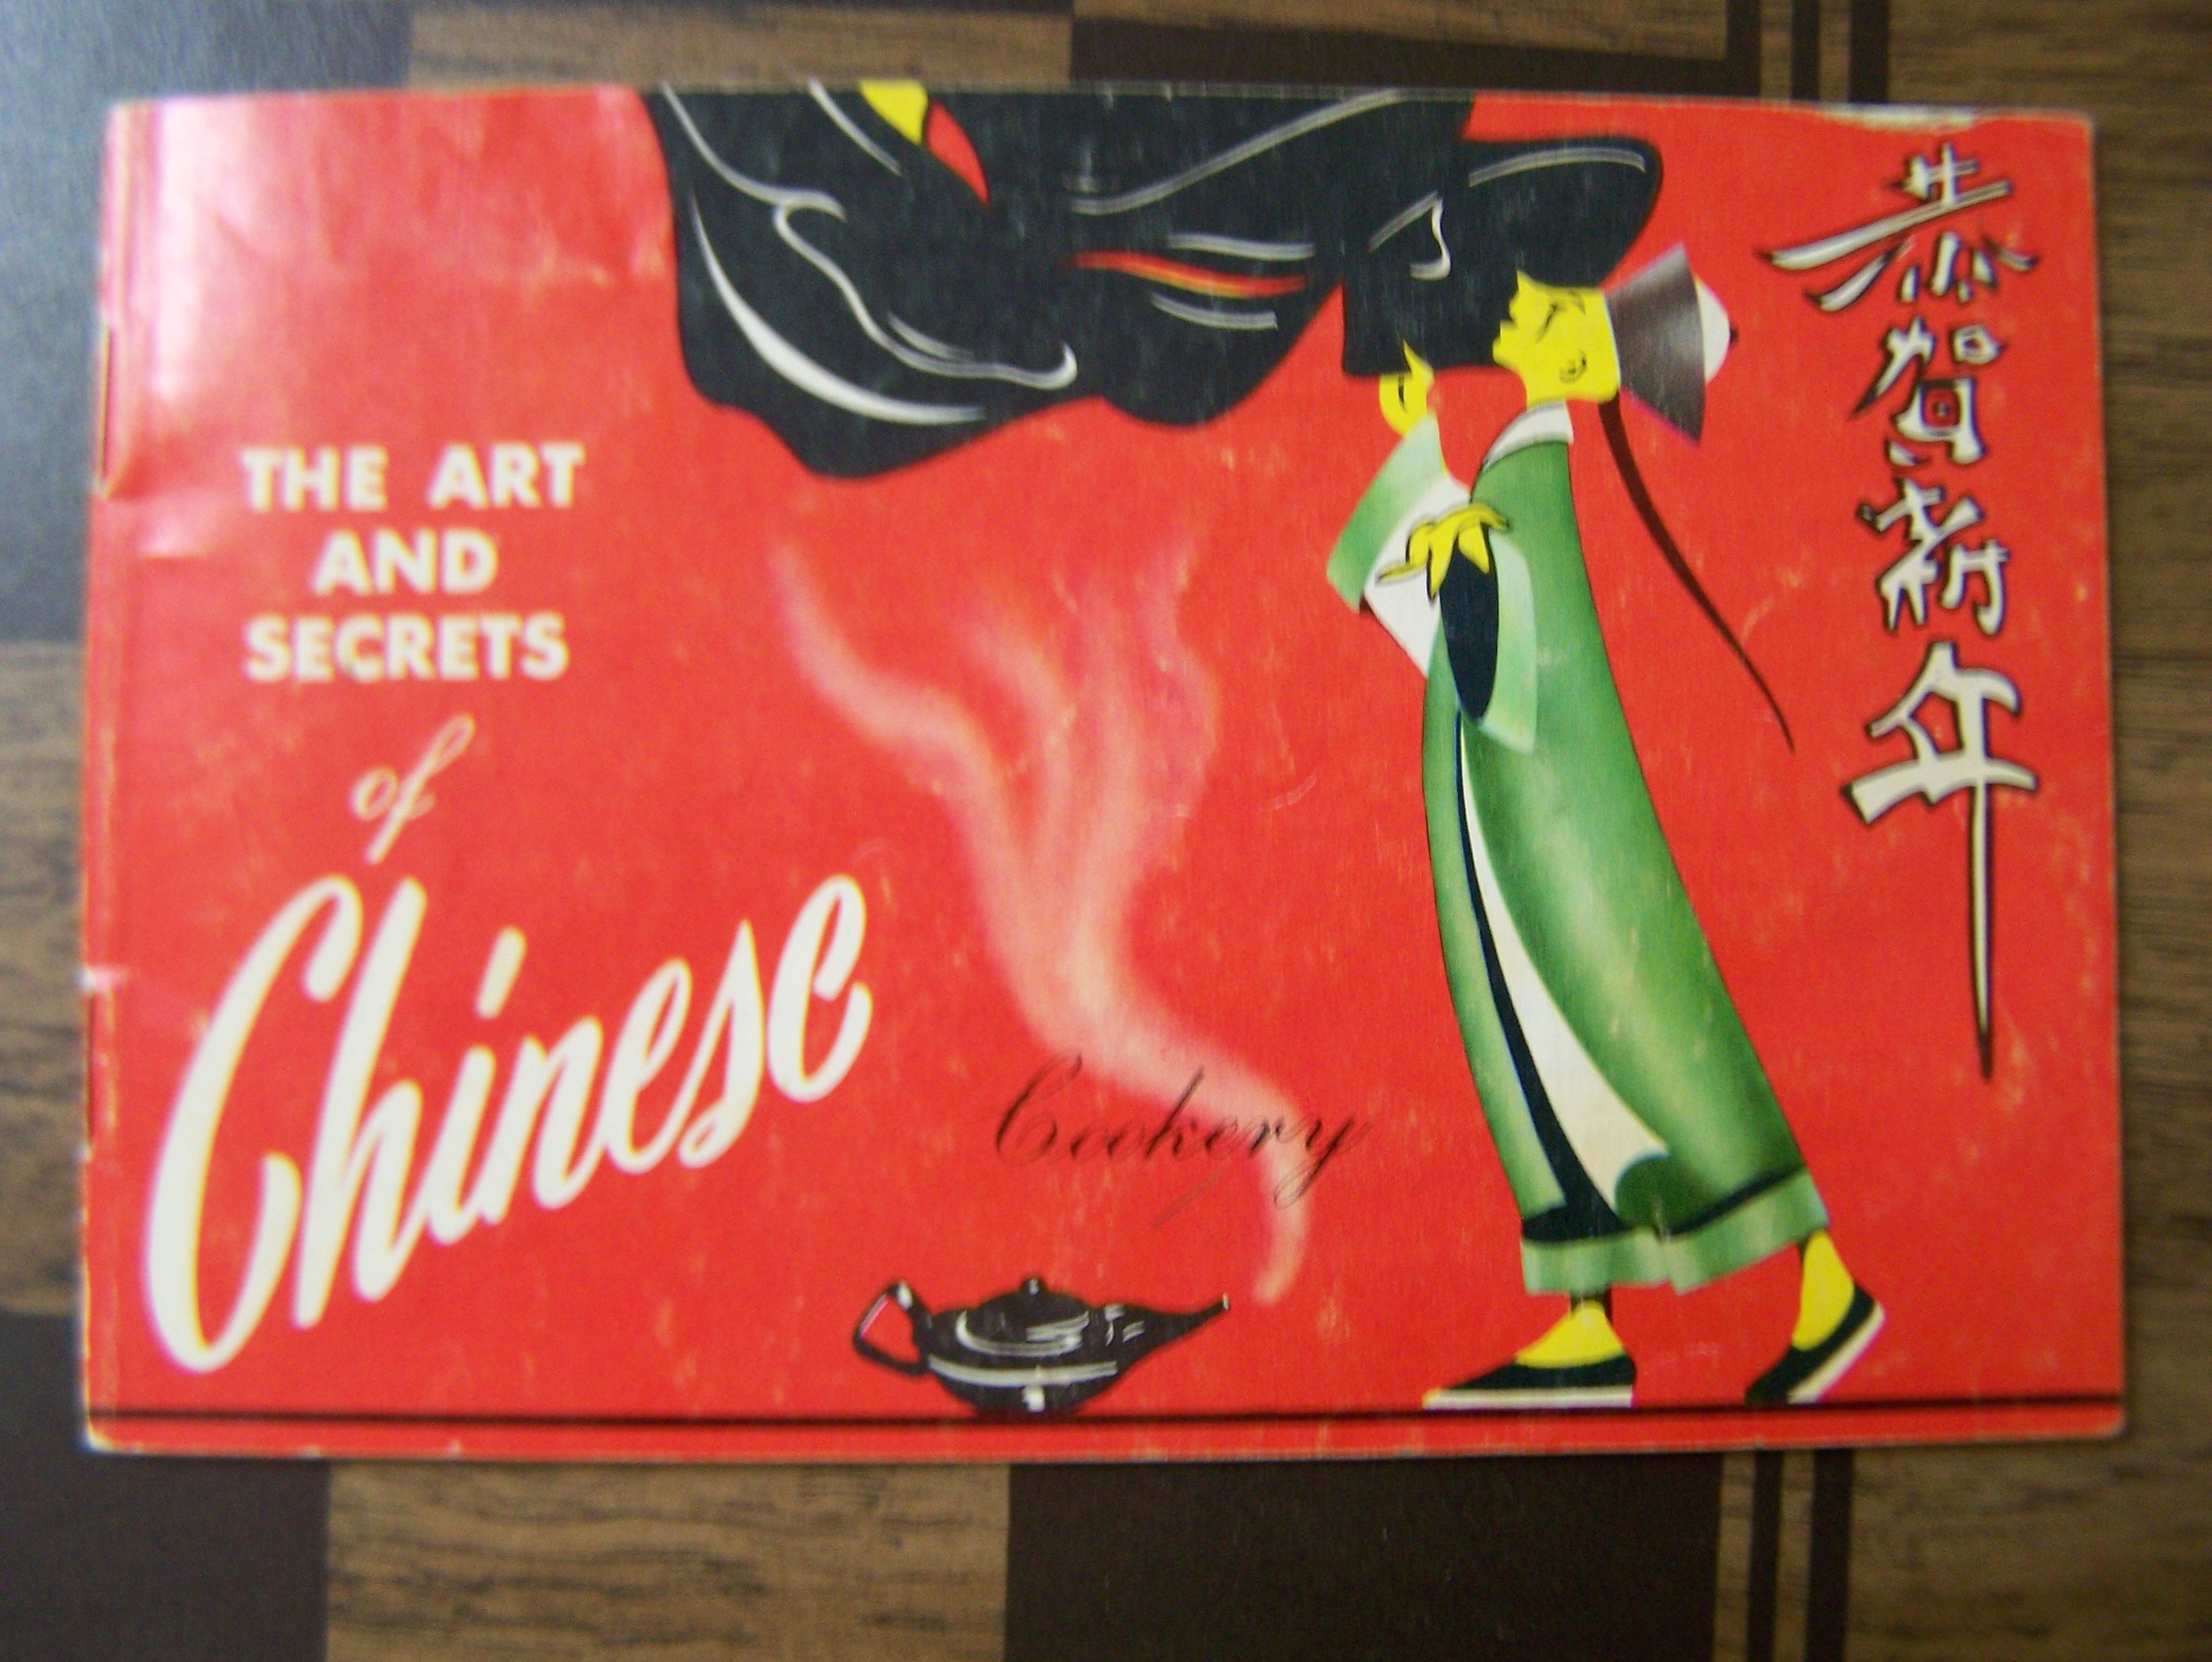 THE ART
AND
SECRETS
of
Chinese
Cookery
恭賀新年